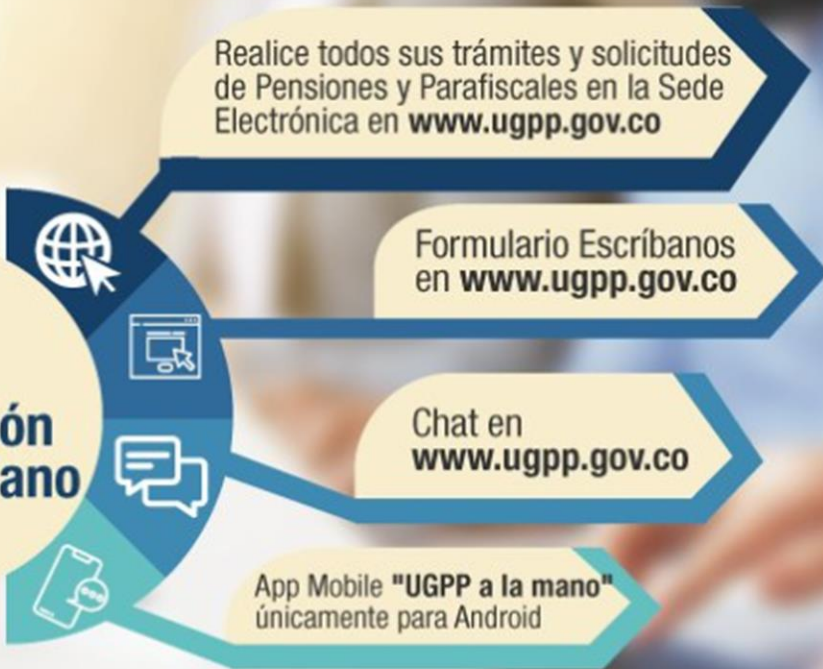 Realice todos sus trámites y solicitudes
de Pensiones y Parafiscales en la Sede
Electrónica en www.ugpp.gov.co
Formulario Escríbanos
en www.ugpp.gov.co
ón
ano
Chat en
www.ugpp.gov.co
App Mobile "UGPP a la mano"
únicamente para Android